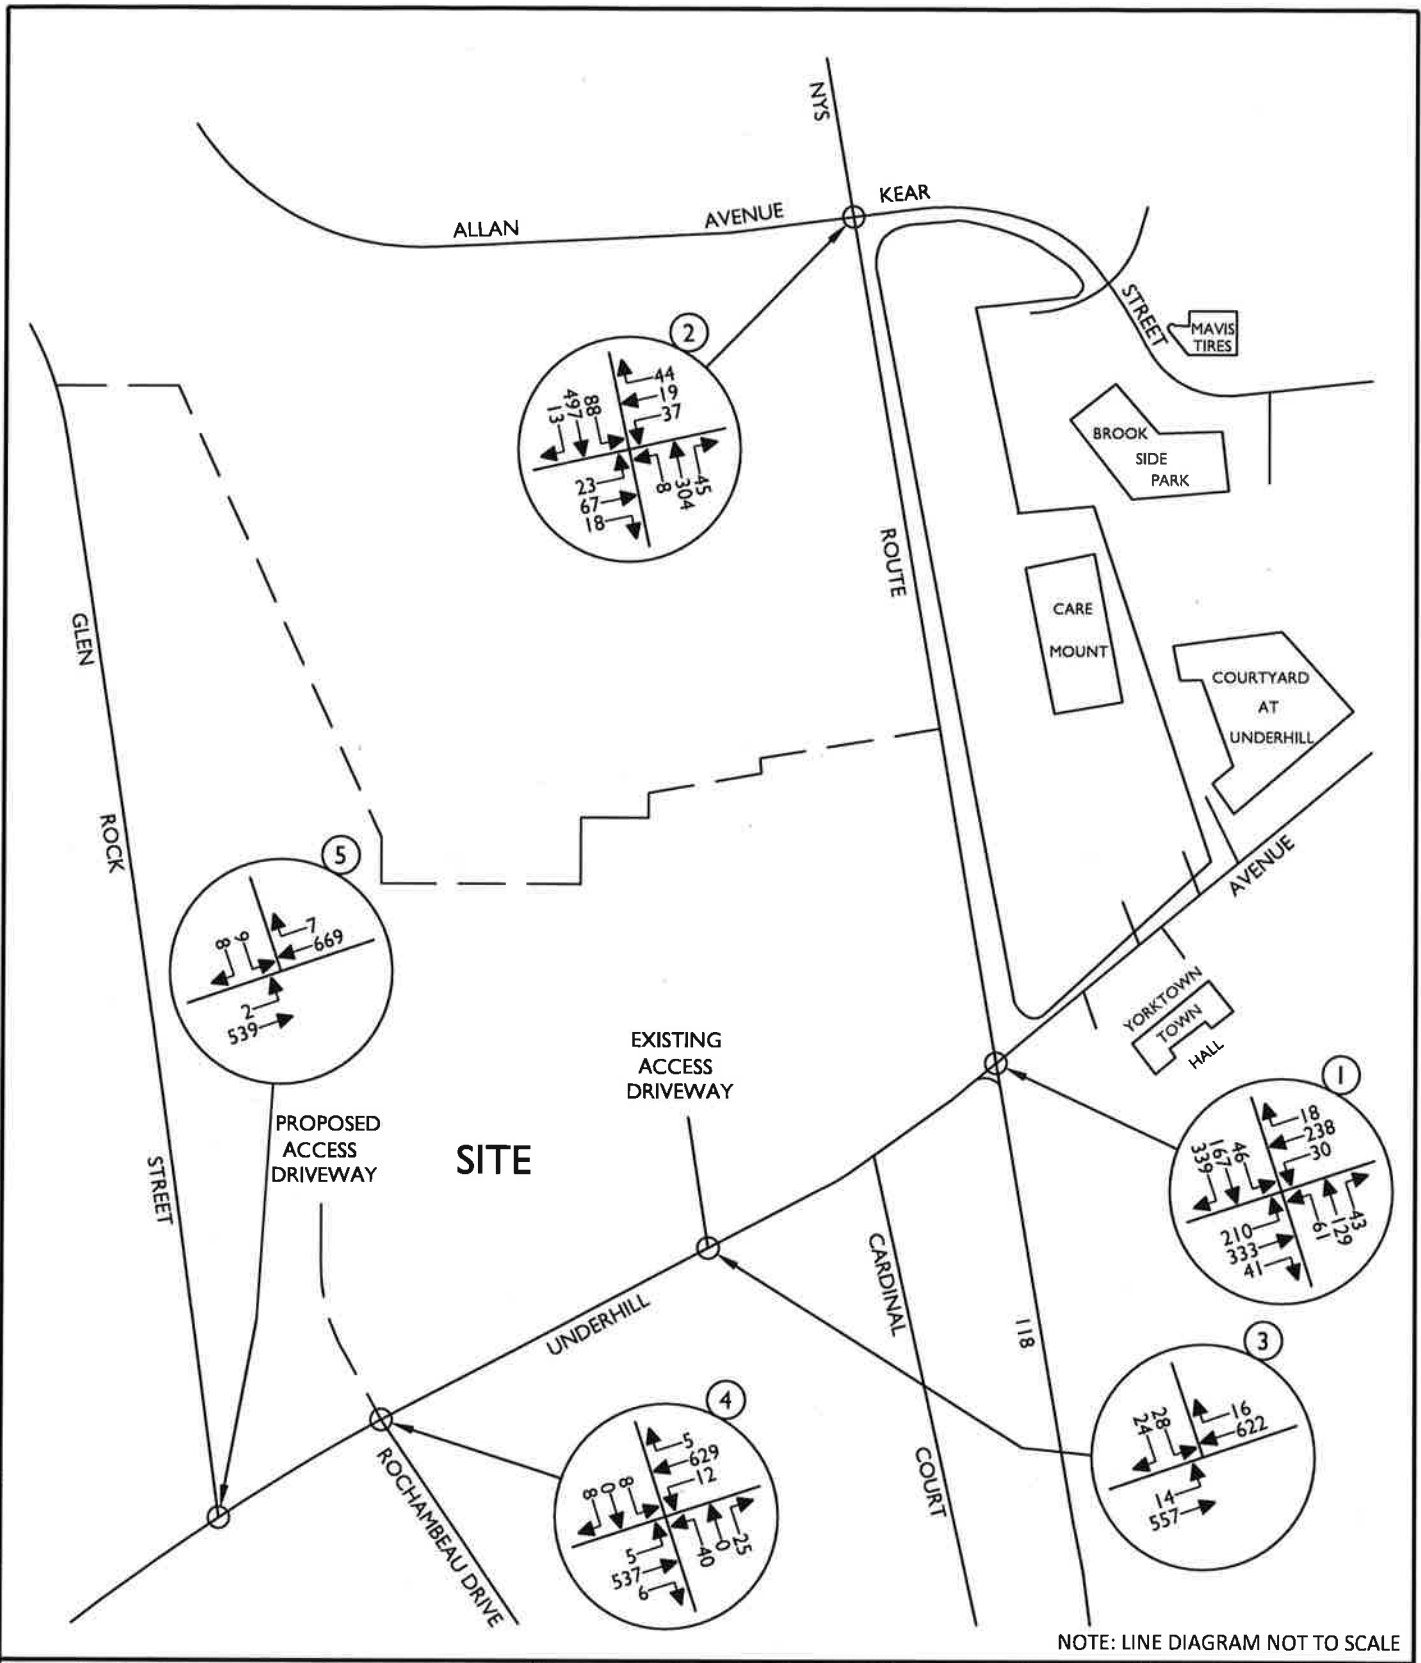 NYS
KEAR
ALLAN AVENUE
STREET
MAVIS
TIRES
2
44
19
37
88
497
13
23
67
18
8
304
45
BROOK
SIDE
PARK
ROUTE
CARE
MOUNT
GLEN
COURTYARD
AT
UNDERHILL
ROCK
AVENUE
5
7
669
9
8
2
539
YORKTOWN
TOWN
HALL
EXISTING
ACCESS
DRIVEWAY
1
18
238
30
46
167
339
210
333
41
61
129
43
PROPOSED
ACCESS
DRIVEWAY
SITE
STREET
CARDINAL
UNDERHILL
118
3
16
622
28
24
14
557
4
5
629
12
8
0
8
5
537
6
40
0
25
COURT
ROCHAMBEAU DRIVE
NOTE: LINE DIAGRAM NOT TO SCALE